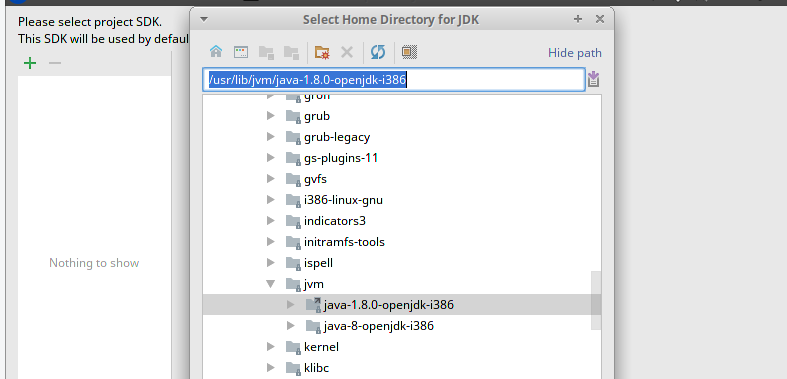 Please select project SDK.
This SDK will be used by defaul
Select Home Directory for JDK
Hide path
/usr/lib/jvm/java-1.8.0-openjdk-i386
groff
grub
grub-legacy
gs-plugins-11
gvfs
i386-linux-gnu
indicators3
initramfs-tools
ispell
jvm
java-1.8.0-openjdk-i386
java-8-openjdk-i386
kernel
klibc
Nothing to show